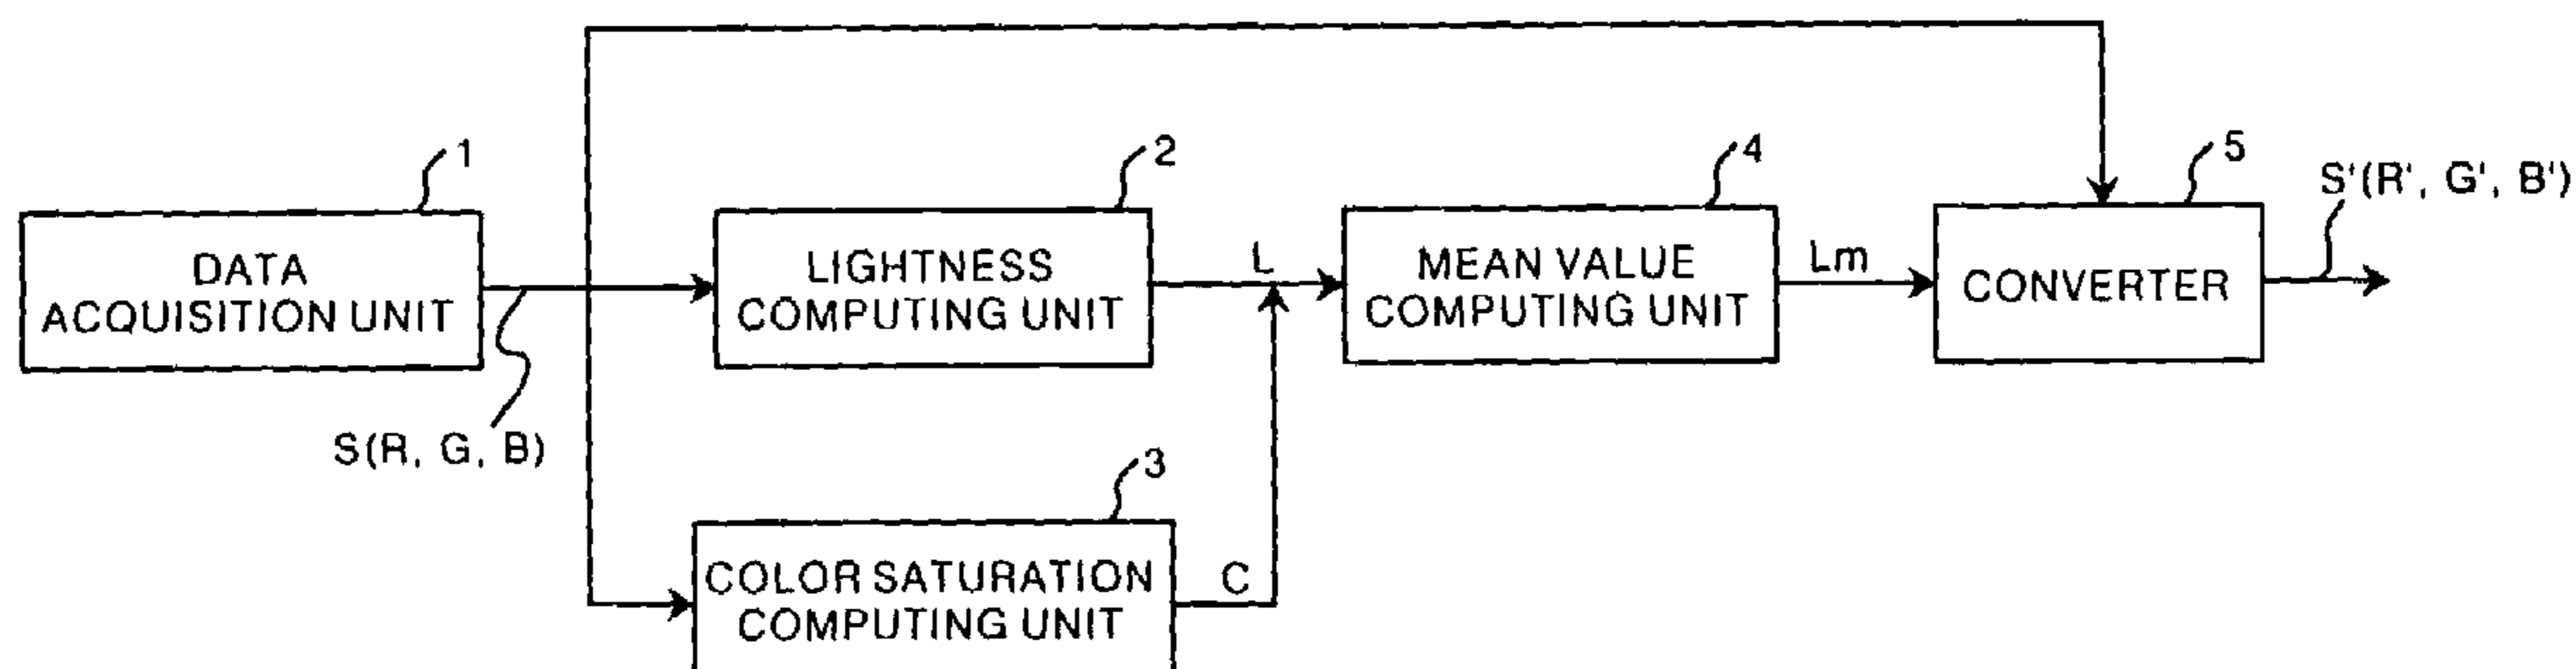 1
2
4
5
S'(R', G', B')
DATA
ACQUISITION UNIT
LIGHTNESS
COMPUTING UNIT
L
MEAN VALUE
COMPUTING UNIT
Lm
CONVERTER
S(R, G, B)
3
COLOR SATURATION
COMPUTING UNIT
C